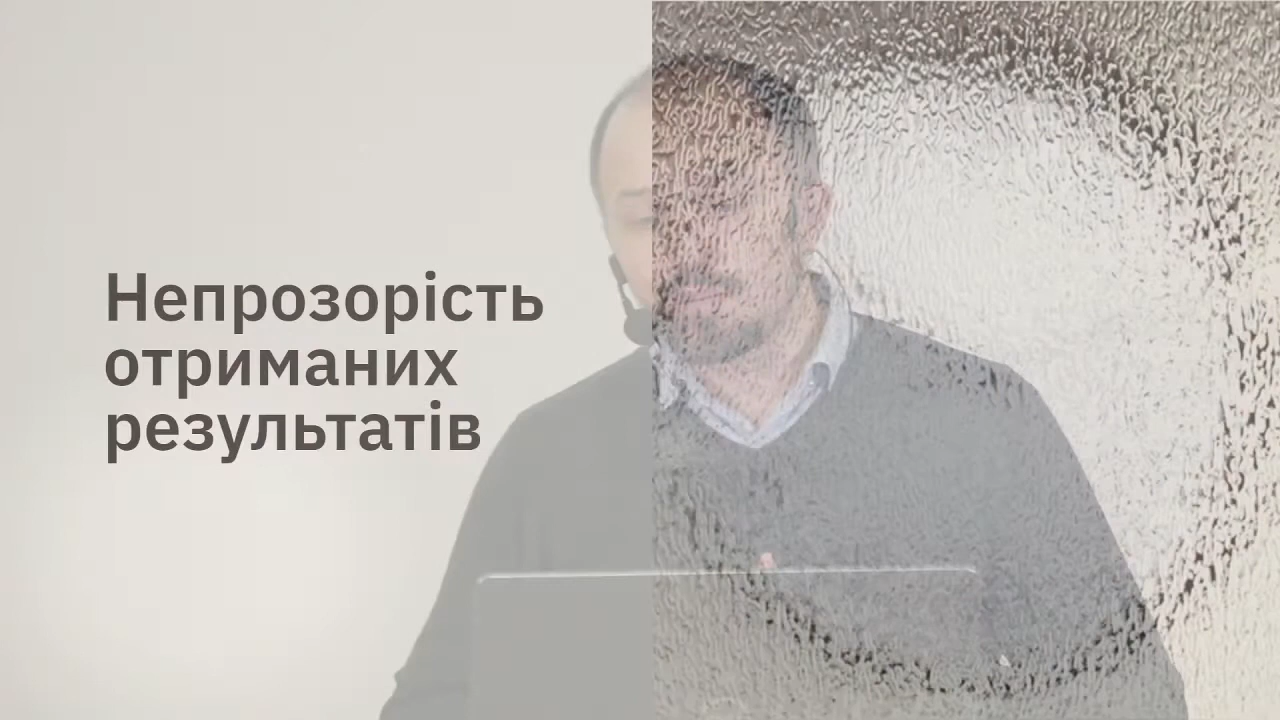 Непрозорість
отриманих
результатів